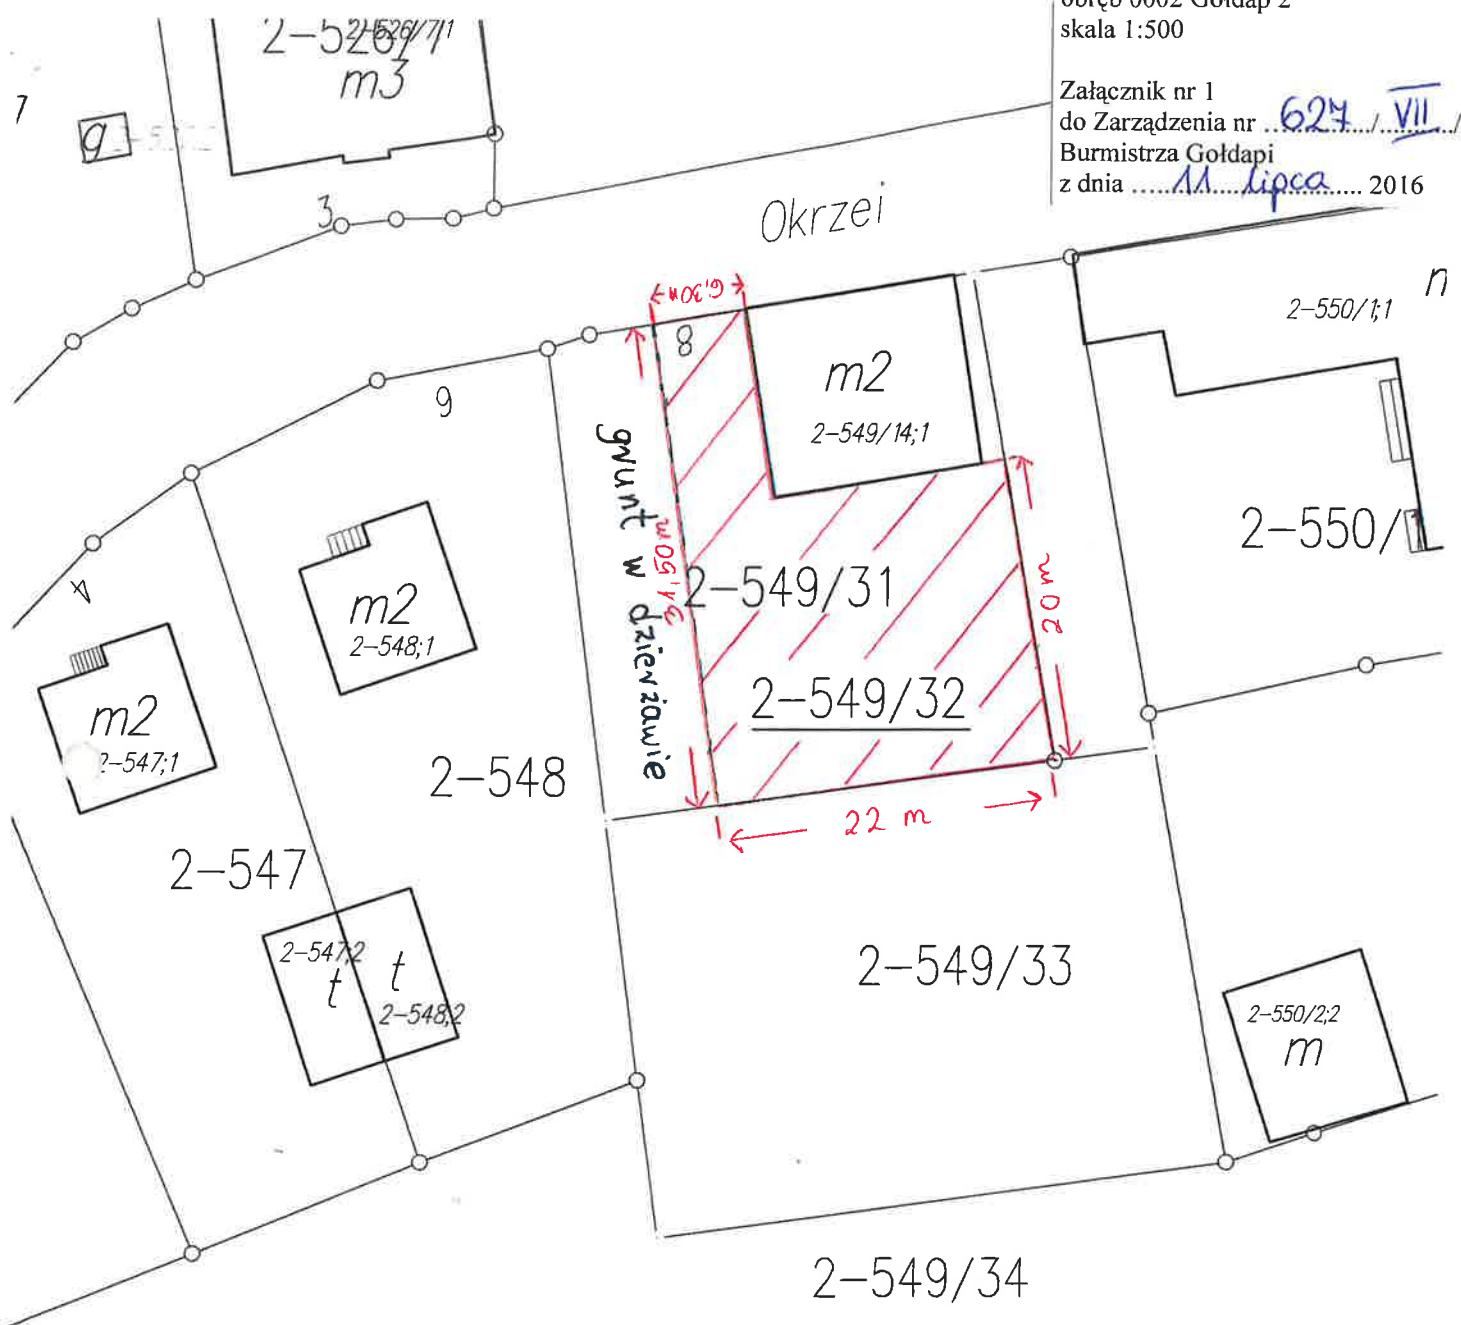 obręb 0002 Gołdap 2
skala 1:500
Załącznik nr 1
do Zarządzenia nr 627 / VII /
Burmistrza Gołdapi
z dnia 11 lipca 2016
2-526/7;1
m3
7
g
3
Okrzei
6,30m
8
m2
2-549/14;1
2-550/1;1
n
9
4
grunt w dzierżawie
31,50m
2-549/31
20 m
2-550/
m2
2-548;1
m2
2-547;1
2-549/32
2-548
22 m
2-547
2-547;2
t
t
2-548;2
2-549/33
2-550/2;2
m
2-549/34